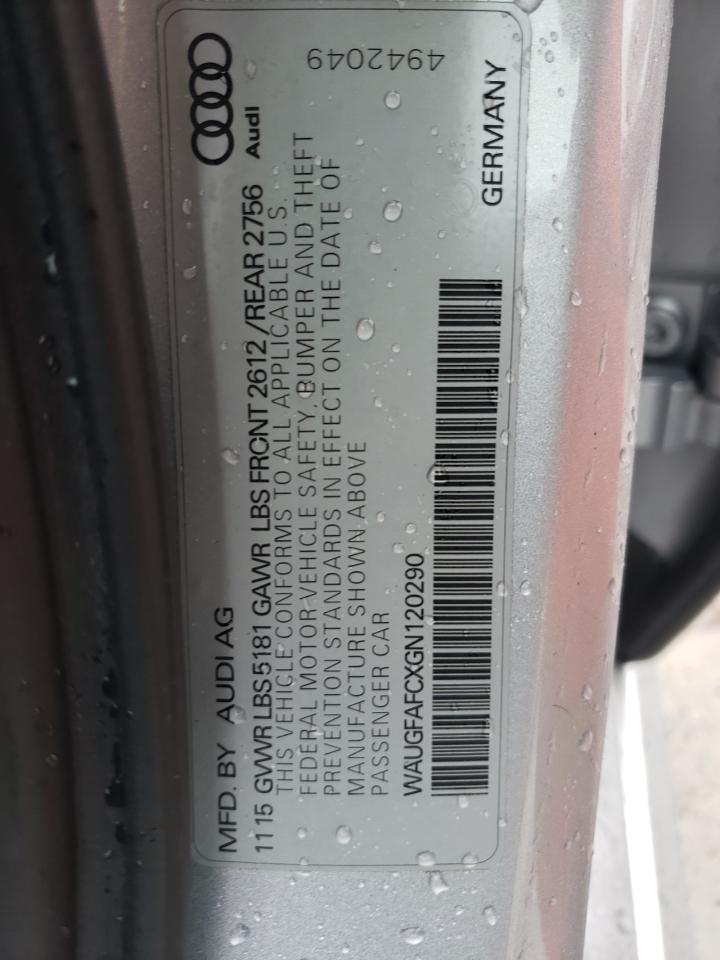 MFD. BY AUDI AG
Audi
1115 GVWR LBS 5181 GAWR LBS FRONT 2612 /REAR 2756
THIS VEHICLE CONFORMS TO ALL APPLICABLE U.S.
FEDERAL MOTOR-VEHICLE SAFETY, BUMPER AND THEFT
PREVENTION STANDARDS IN EFFECT ON THE DATE OF
MANUFACTURE SHOWN ABOVE
PASSENGER CAR
4942049
WAUGFAFCXGN120290
GERMANY